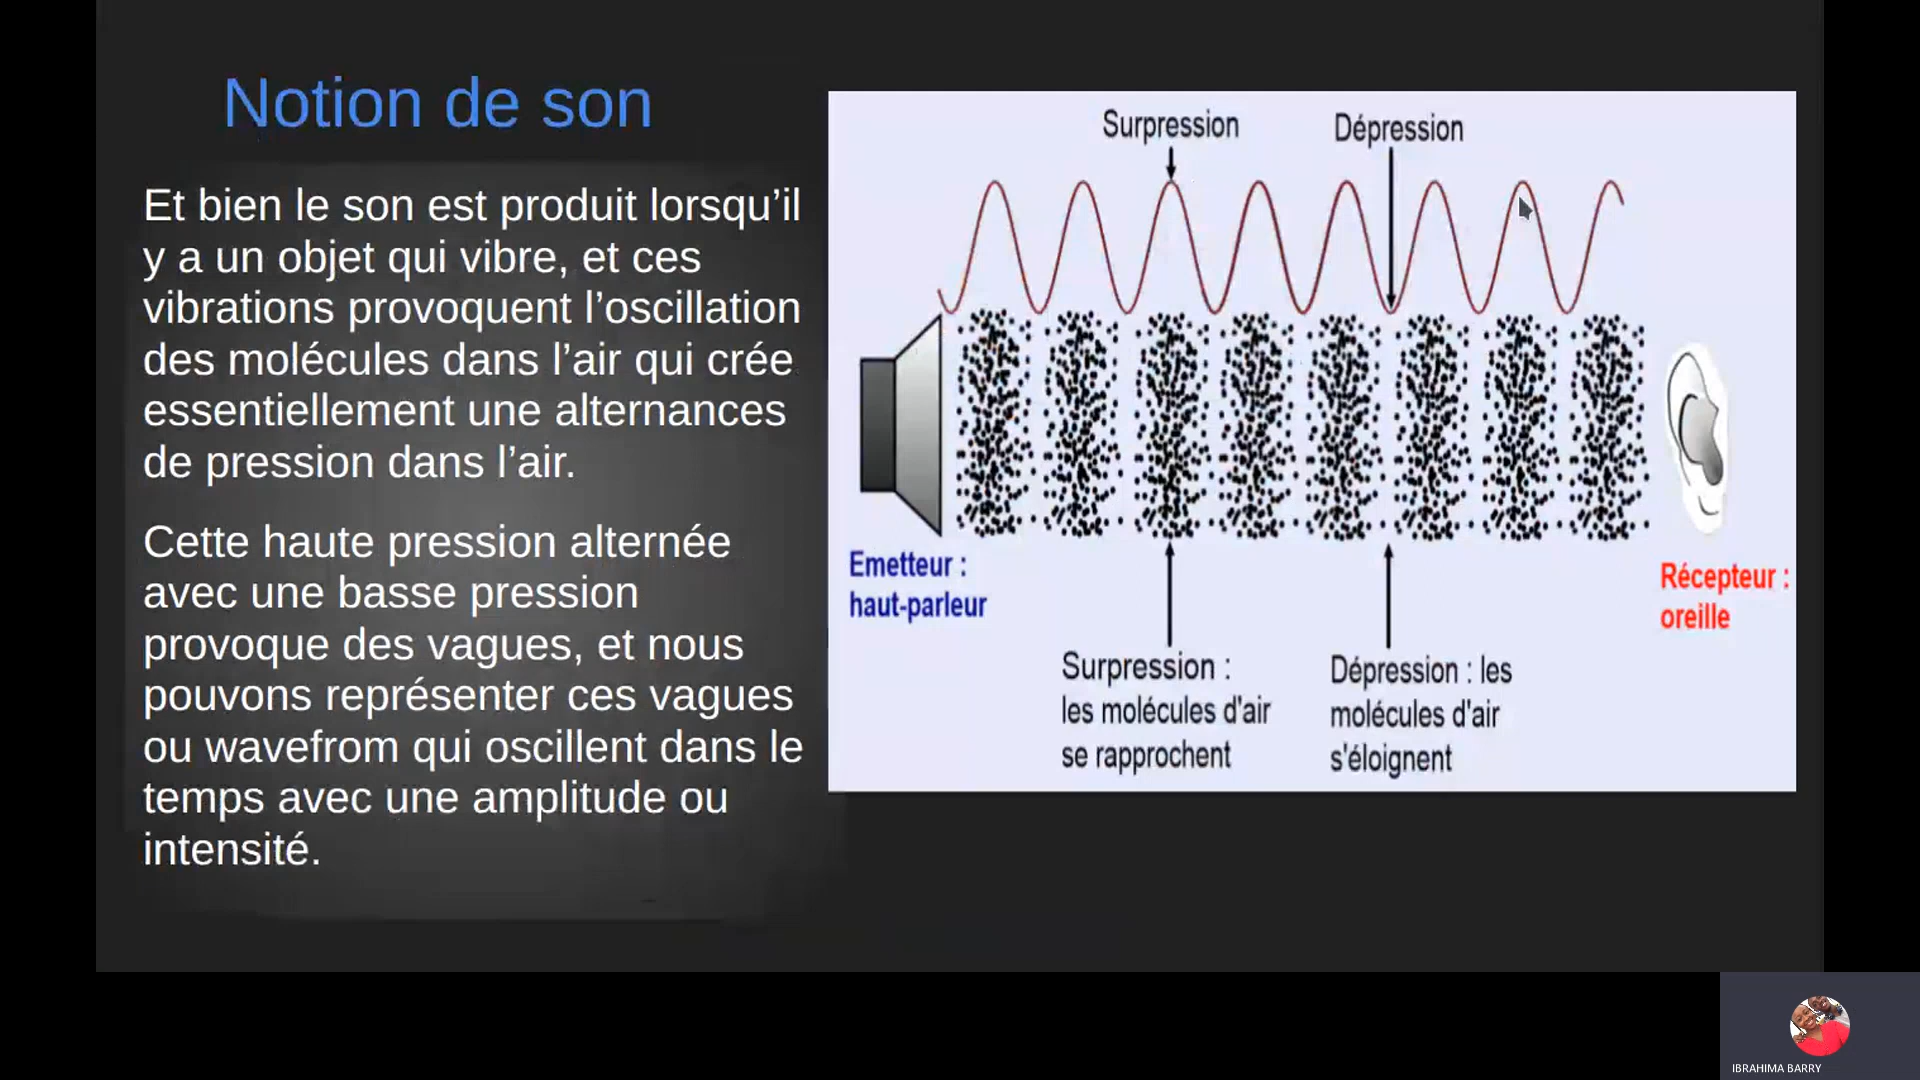 Notion de son
Et bien le son est produit lorsqu’il
y a un objet qui vibre, et ces
vibrations provoquent l’oscillation
des molécules dans l’air qui crée
essentiellement une alternances
de pression dans l’air.
Cette haute pression alternée
avec une basse pression
provoque des vagues, et nous
pouvons représenter ces vagues
ou wavefrom qui oscillent dans le
temps avec une amplitude ou
intensité.
Surpression
Dépression
Emetteur :
haut-parleur
Récepteur :
oreille
Surpression :
les molécules d'air
se rapprochent
Dépression : les
molécules d'air
s'éloignent
IBRAHIMA BARRY